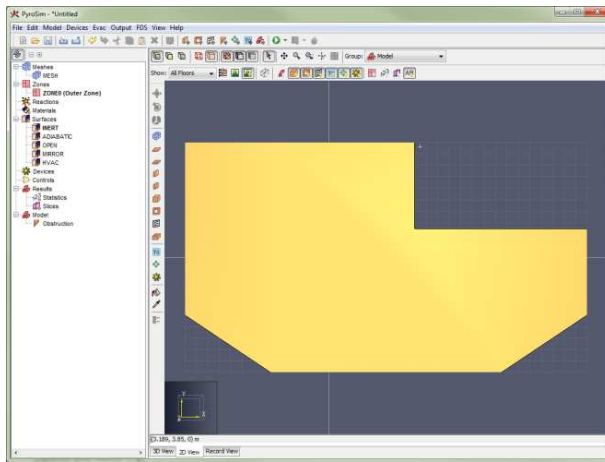 PyroSim - *Untitled
File Edit Model Devices Evac Output FDS View Help
Group: Model
Show: All Floors
Meshes
MESH
Zones
ZONE0 (Outer Zone)
Reactions
Materials
Surfaces
INERT
ADIABATIC
OPEN
MIRROR
HVAC
Devices
Controls
Results
Statistics
Slices
Model
Obstruction
Y
X
(3.189, 3.85, 0) m
3D View 2D View Record View